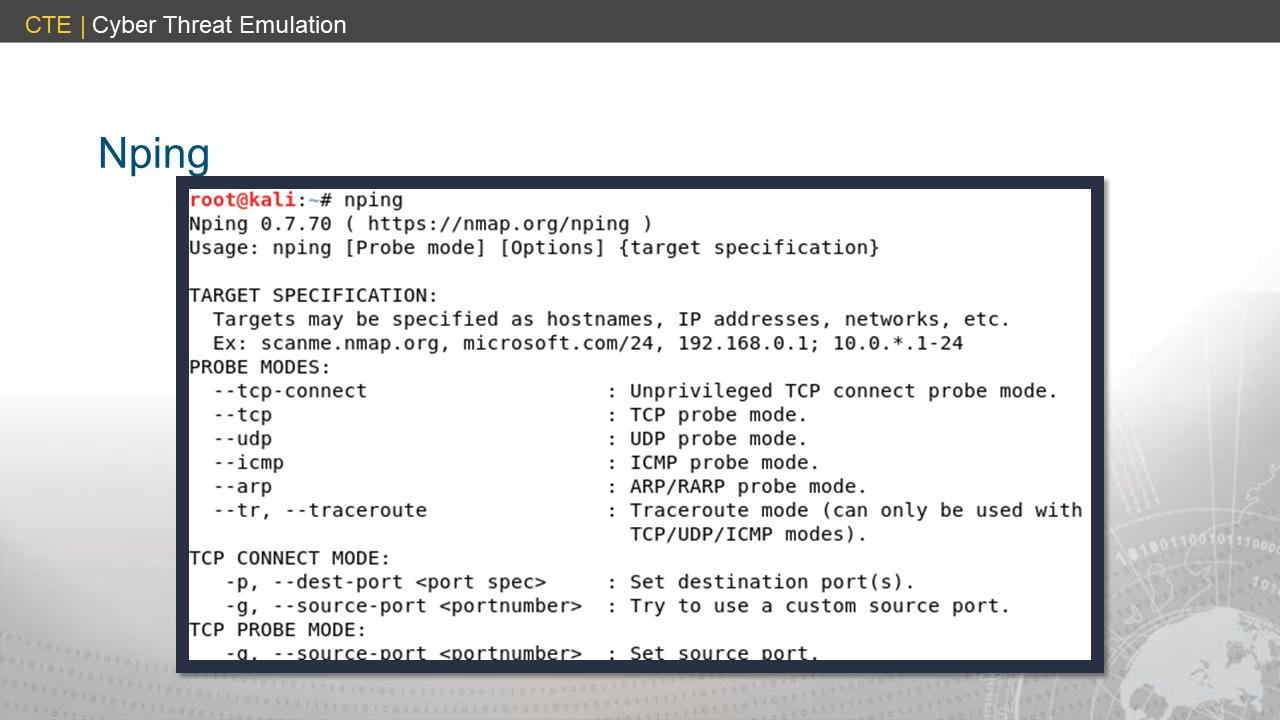 CTE | Cyber Threat Emulation
Nping
root@kali:~# nping
Nping 0.7.70 ( https://nmap.org/nping )
Usage: nping [Probe mode] [Options] {target specification}
TARGET SPECIFICATION:
Targets may be specified as hostnames, IP addresses, networks, etc.
Ex: scanme.nmap.org, microsoft.com/24, 192.168.0.1; 10.0.*.1-24
PROBE MODES:
--tcp-connect : Unprivileged TCP connect probe mode.
--tcp : TCP probe mode.
--udp : UDP probe mode.
--icmp : ICMP probe mode.
--arp : ARP/RARP probe mode.
--tr, --traceroute : Traceroute mode (can only be used with
TCP/UDP/ICMP modes).
TCP CONNECT MODE:
-p, --dest-port <port spec> : Set destination port(s).
-g, --source-port <portnumber> : Try to use a custom source port.
TCP PROBE MODE:
-g, --source-port <portnumber> : Set source port.